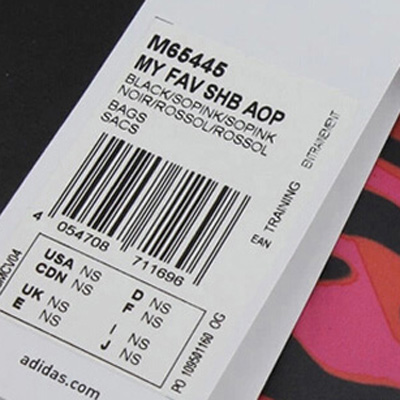 M65445
MY FAV SHB AOP
BLACK/SOPINK/SOPINK
NOIR/ROSSOL/ROSSOL
BAGS
SACS
4 054708 711696
EAN
TRAINING
ENTRAINEMENT
USA NS
CDN NS
UK NS
E NS
D NS
F NS
I NS
J NS
PO 109501160 OG
adidas.com